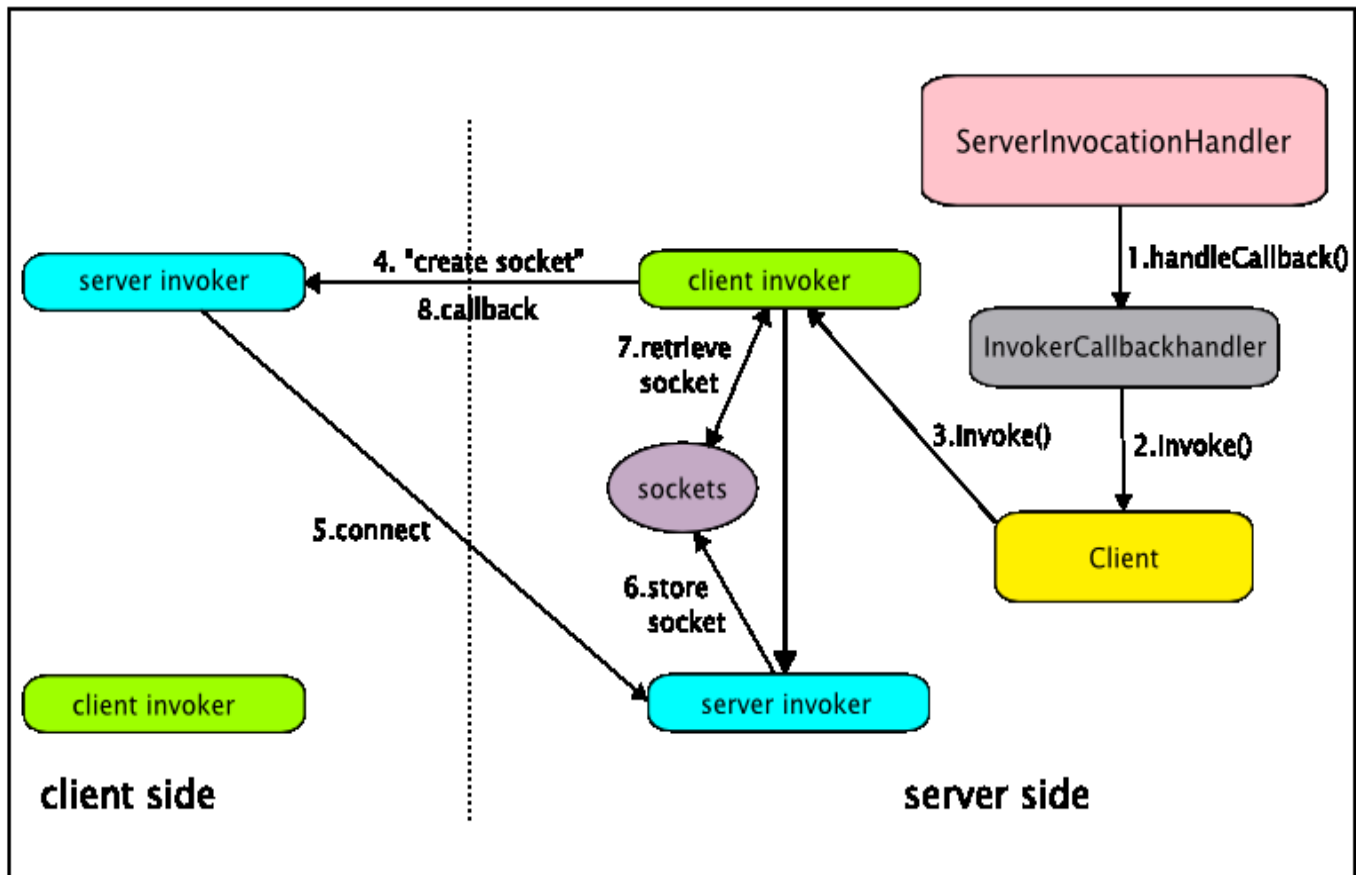 ServerInvocationHandler
1.handleCallback()
4. "create socket"
server invoker
client invoker
8.callback
7.retrieve
socket
InvokerCallbackhandler
3.invoke()
2.invoke()
sockets
5.connect
Client
6.store
socket
client invoker
server invoker
client side
server side